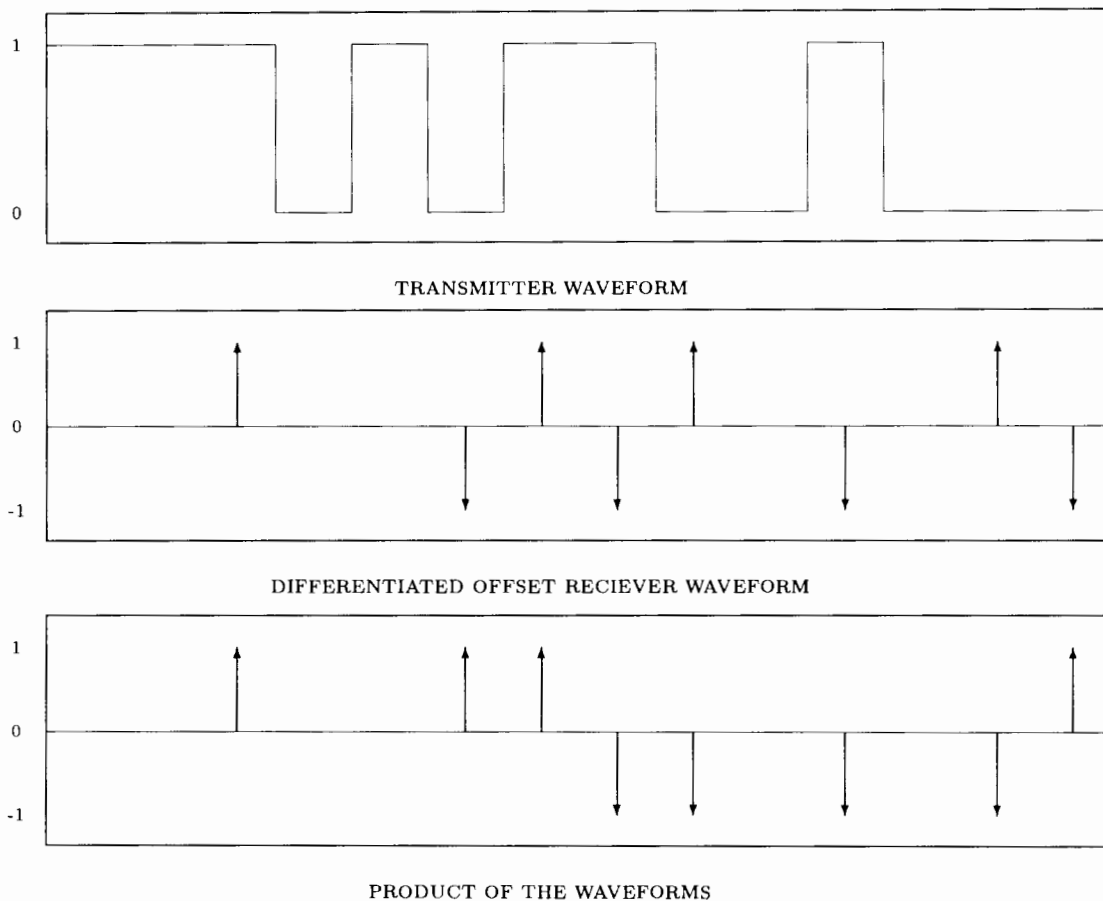 1
0
TRANSMITTER WAVEFORM
1
0
-1
DIFFERENTIATED OFFSET RECIEVER WAVEFORM
1
0
-1
PRODUCT OF THE WAVEFORMS